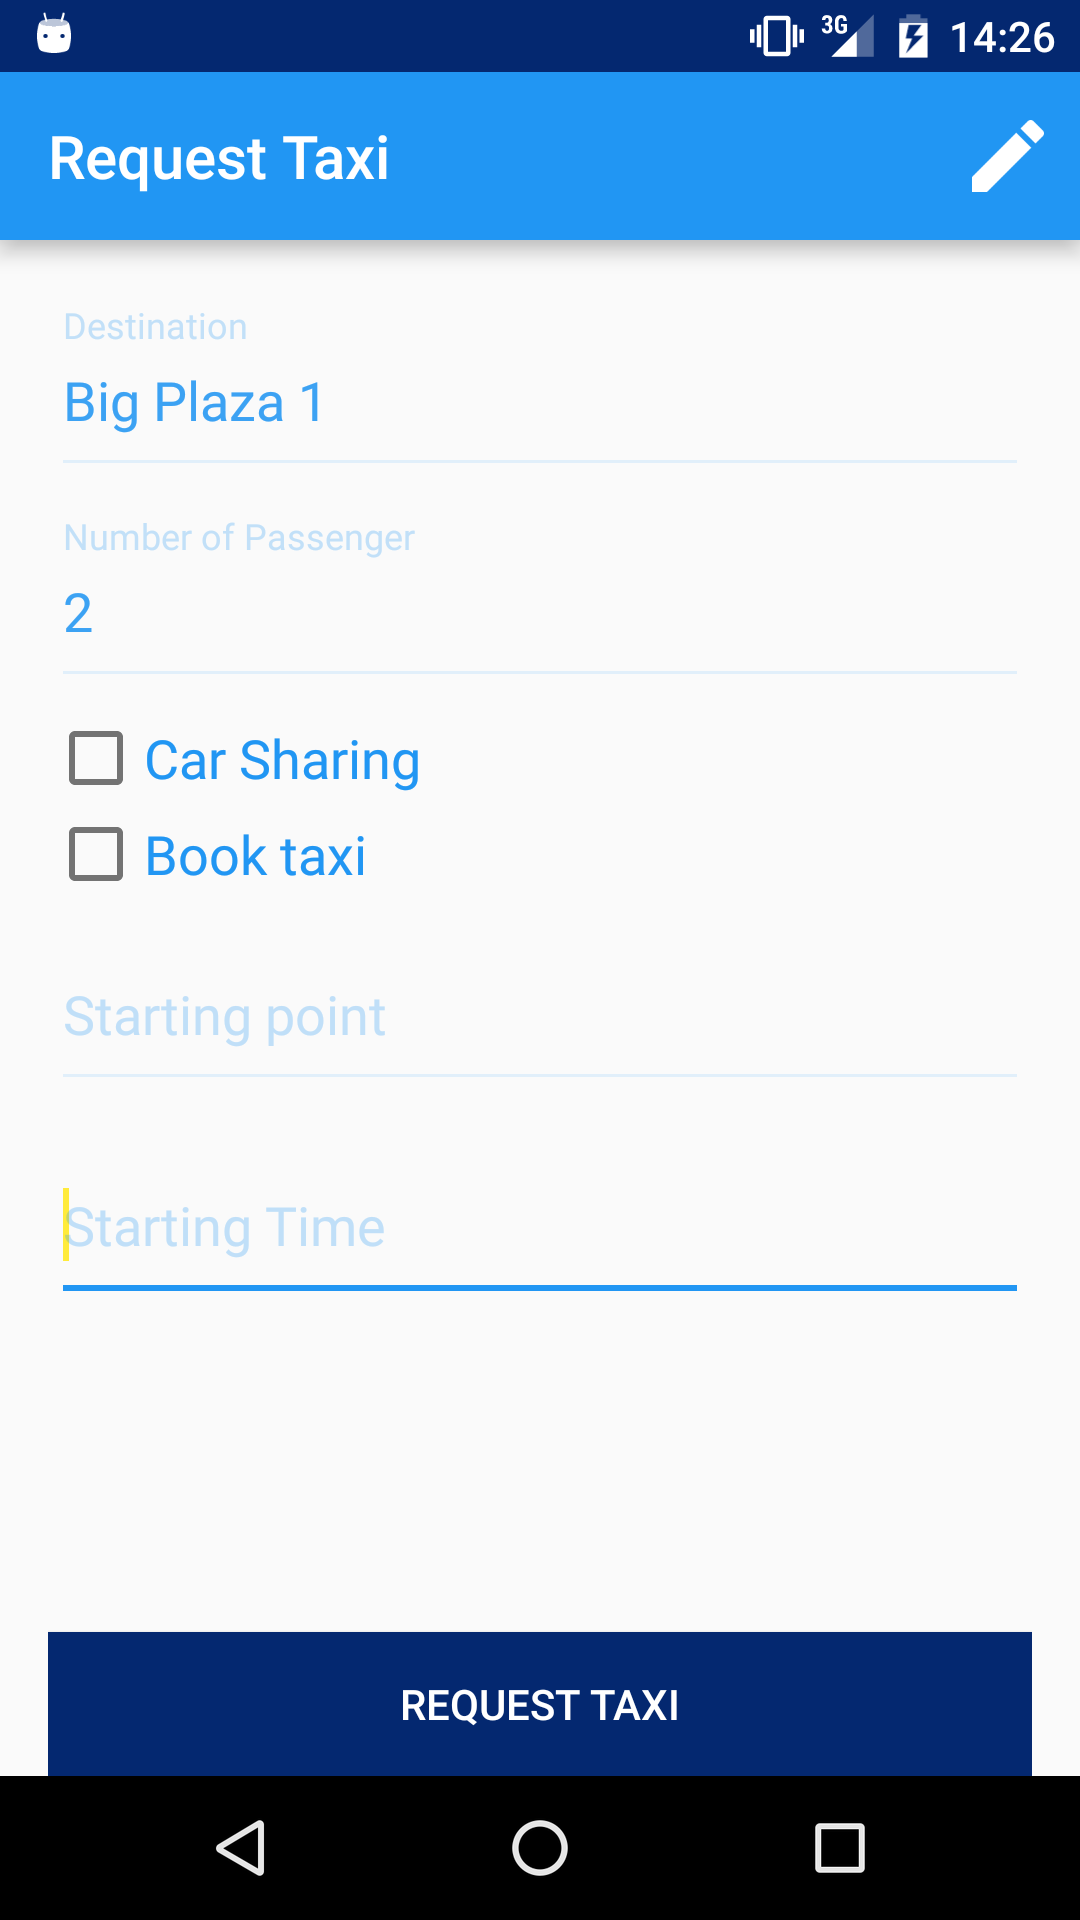 3G 14:26
Request Taxi
Destination
Big Plaza 1
Number of Passenger
2
Car Sharing
Book taxi
Starting point
Starting Time
REQUEST TAXI